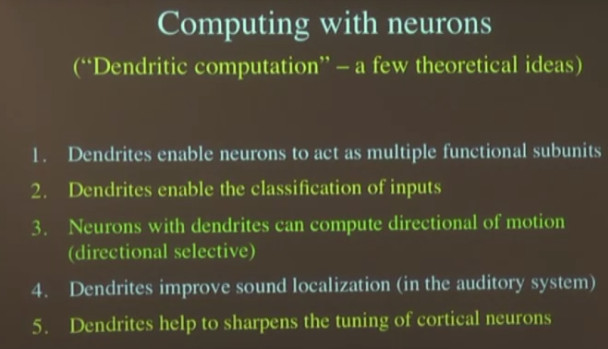 Computing with neurons
("Dendritic computation" – a few theoretical ideas)
1. Dendrites enable neurons to act as multiple functional subunits
2. Dendrites enable the classification of inputs
3. Neurons with dendrites can compute directional of motion
(directional selective)
4. Dendrites improve sound localization (in the auditory system)
5. Dendrites help to sharpens the tuning of cortical neurons